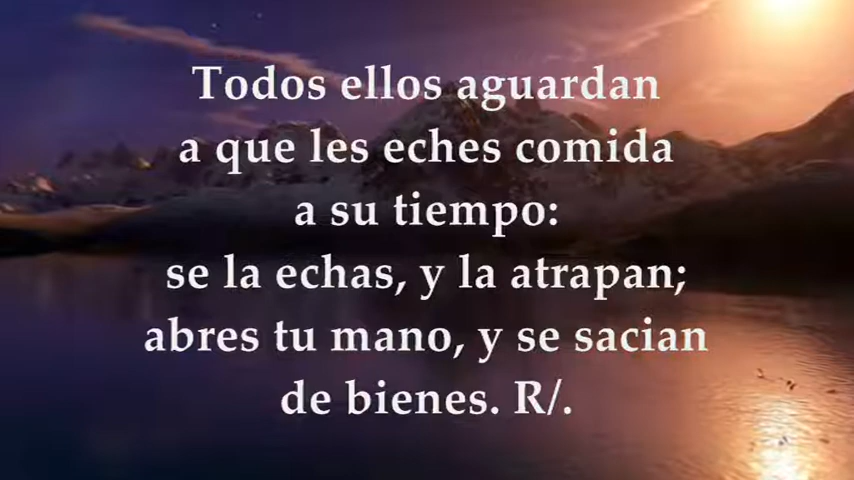 Todos ellos aguardan
a que les eches comida
a su tiempo:
se la echas, y la atrapan;
abres tu mano, y se sacian
de bienes. R/.